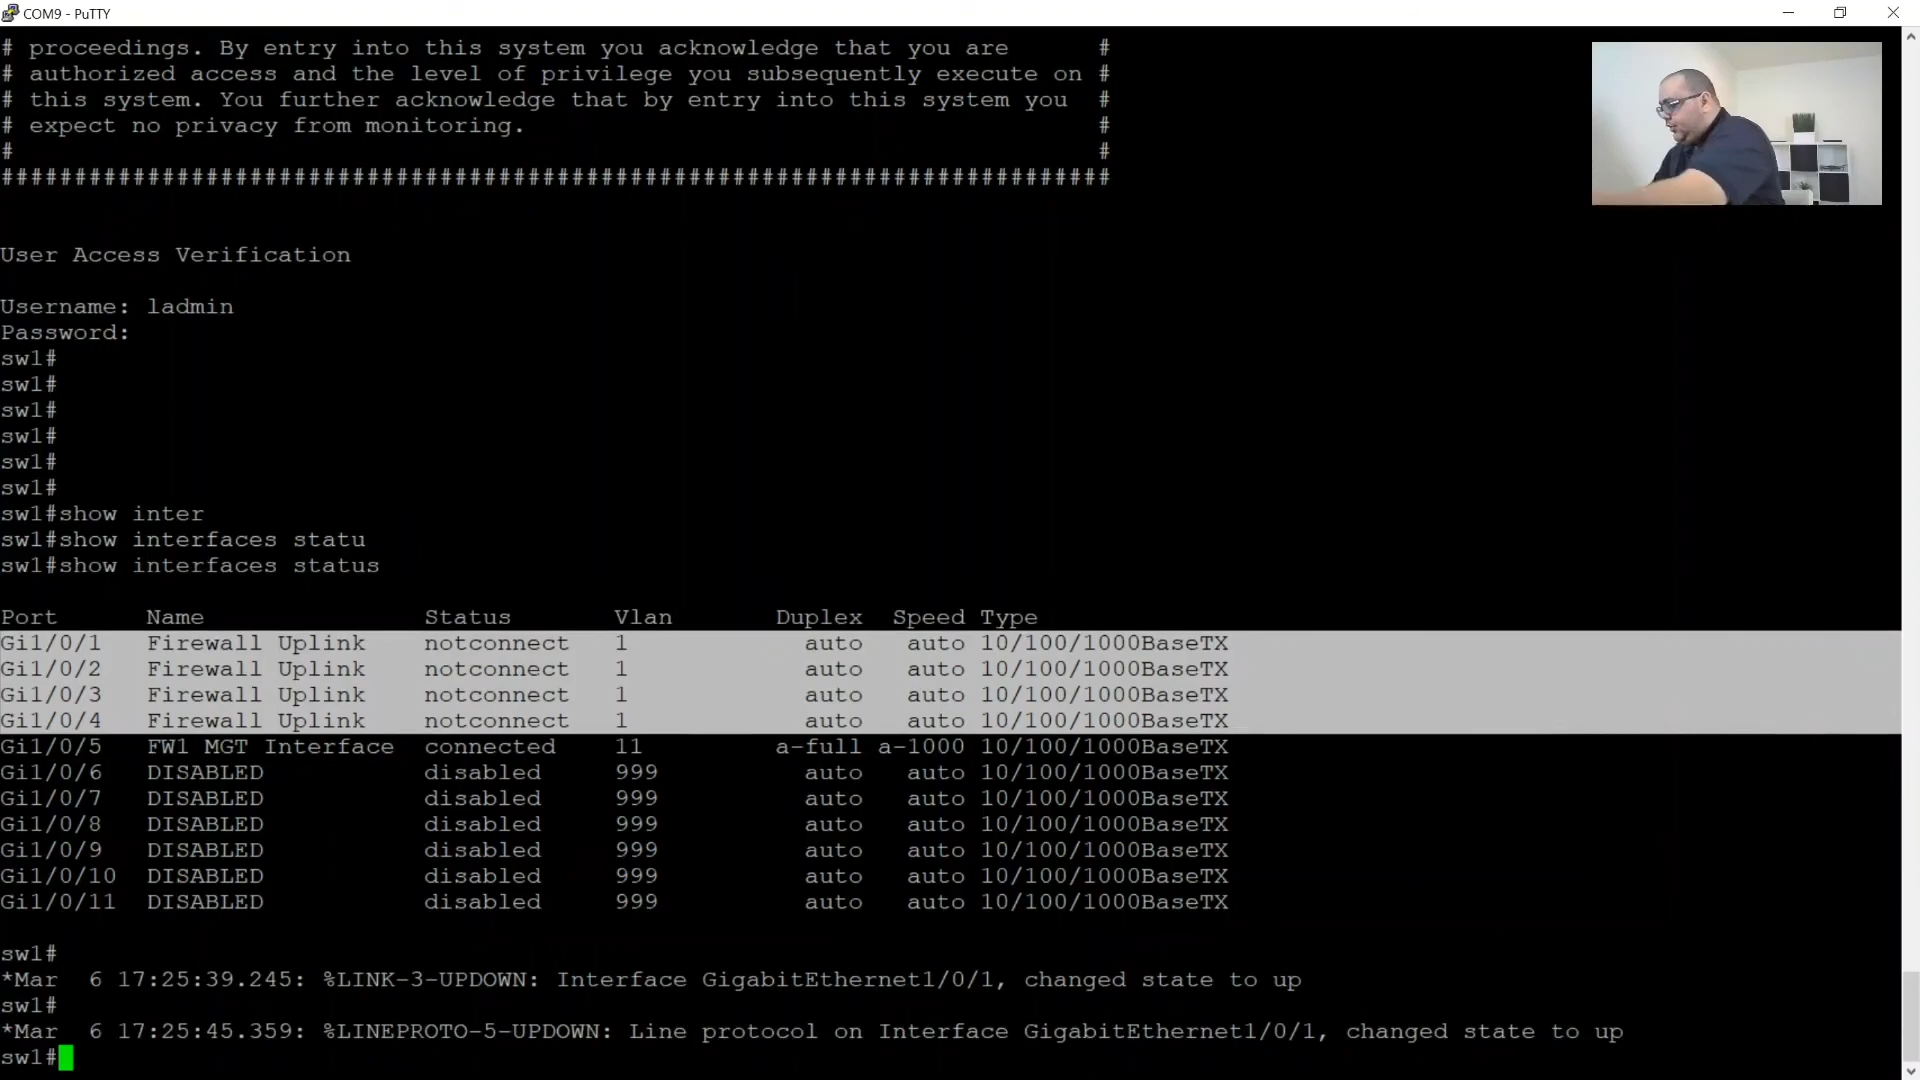 COM9 - PuTTY
# proceedings. By entry into this system you acknowledge that you are #
# authorized access and the level of privilege you subsequently execute on #
# this system. You further acknowledge that by entry into this system you #
# expect no privacy from monitoring. #
# #
############################################################################
User Access Verification
Username: ladmin
Password:
sw1#
sw1#
sw1#
sw1#
sw1#
sw1#
sw1#show inter
sw1#show interfaces statu
sw1#show interfaces status
Port Name Status Vlan Duplex Speed Type
Gi1/0/1 Firewall Uplink notconnect 1 auto auto 10/100/1000BaseTX
Gi1/0/2 Firewall Uplink notconnect 1 auto auto 10/100/1000BaseTX
Gi1/0/3 Firewall Uplink notconnect 1 auto auto 10/100/1000BaseTX
Gi1/0/4 Firewall Uplink notconnect 1 auto auto 10/100/1000BaseTX
Gi1/0/5 FW1 MGT Interface connected 11 a-full a-1000 10/100/1000BaseTX
Gi1/0/6 DISABLED disabled 999 auto auto 10/100/1000BaseTX
Gi1/0/7 DISABLED disabled 999 auto auto 10/100/1000BaseTX
Gi1/0/8 DISABLED disabled 999 auto auto 10/100/1000BaseTX
Gi1/0/9 DISABLED disabled 999 auto auto 10/100/1000BaseTX
Gi1/0/10 DISABLED disabled 999 auto auto 10/100/1000BaseTX
Gi1/0/11 DISABLED disabled 999 auto auto 10/100/1000BaseTX
sw1#
*Mar 6 17:25:39.245: %LINK-3-UPDOWN: Interface GigabitEthernet1/0/1, changed state to up
sw1#
*Mar 6 17:25:45.359: %LINEPROTO-5-UPDOWN: Line protocol on Interface GigabitEthernet1/0/1, changed state to up
sw1#